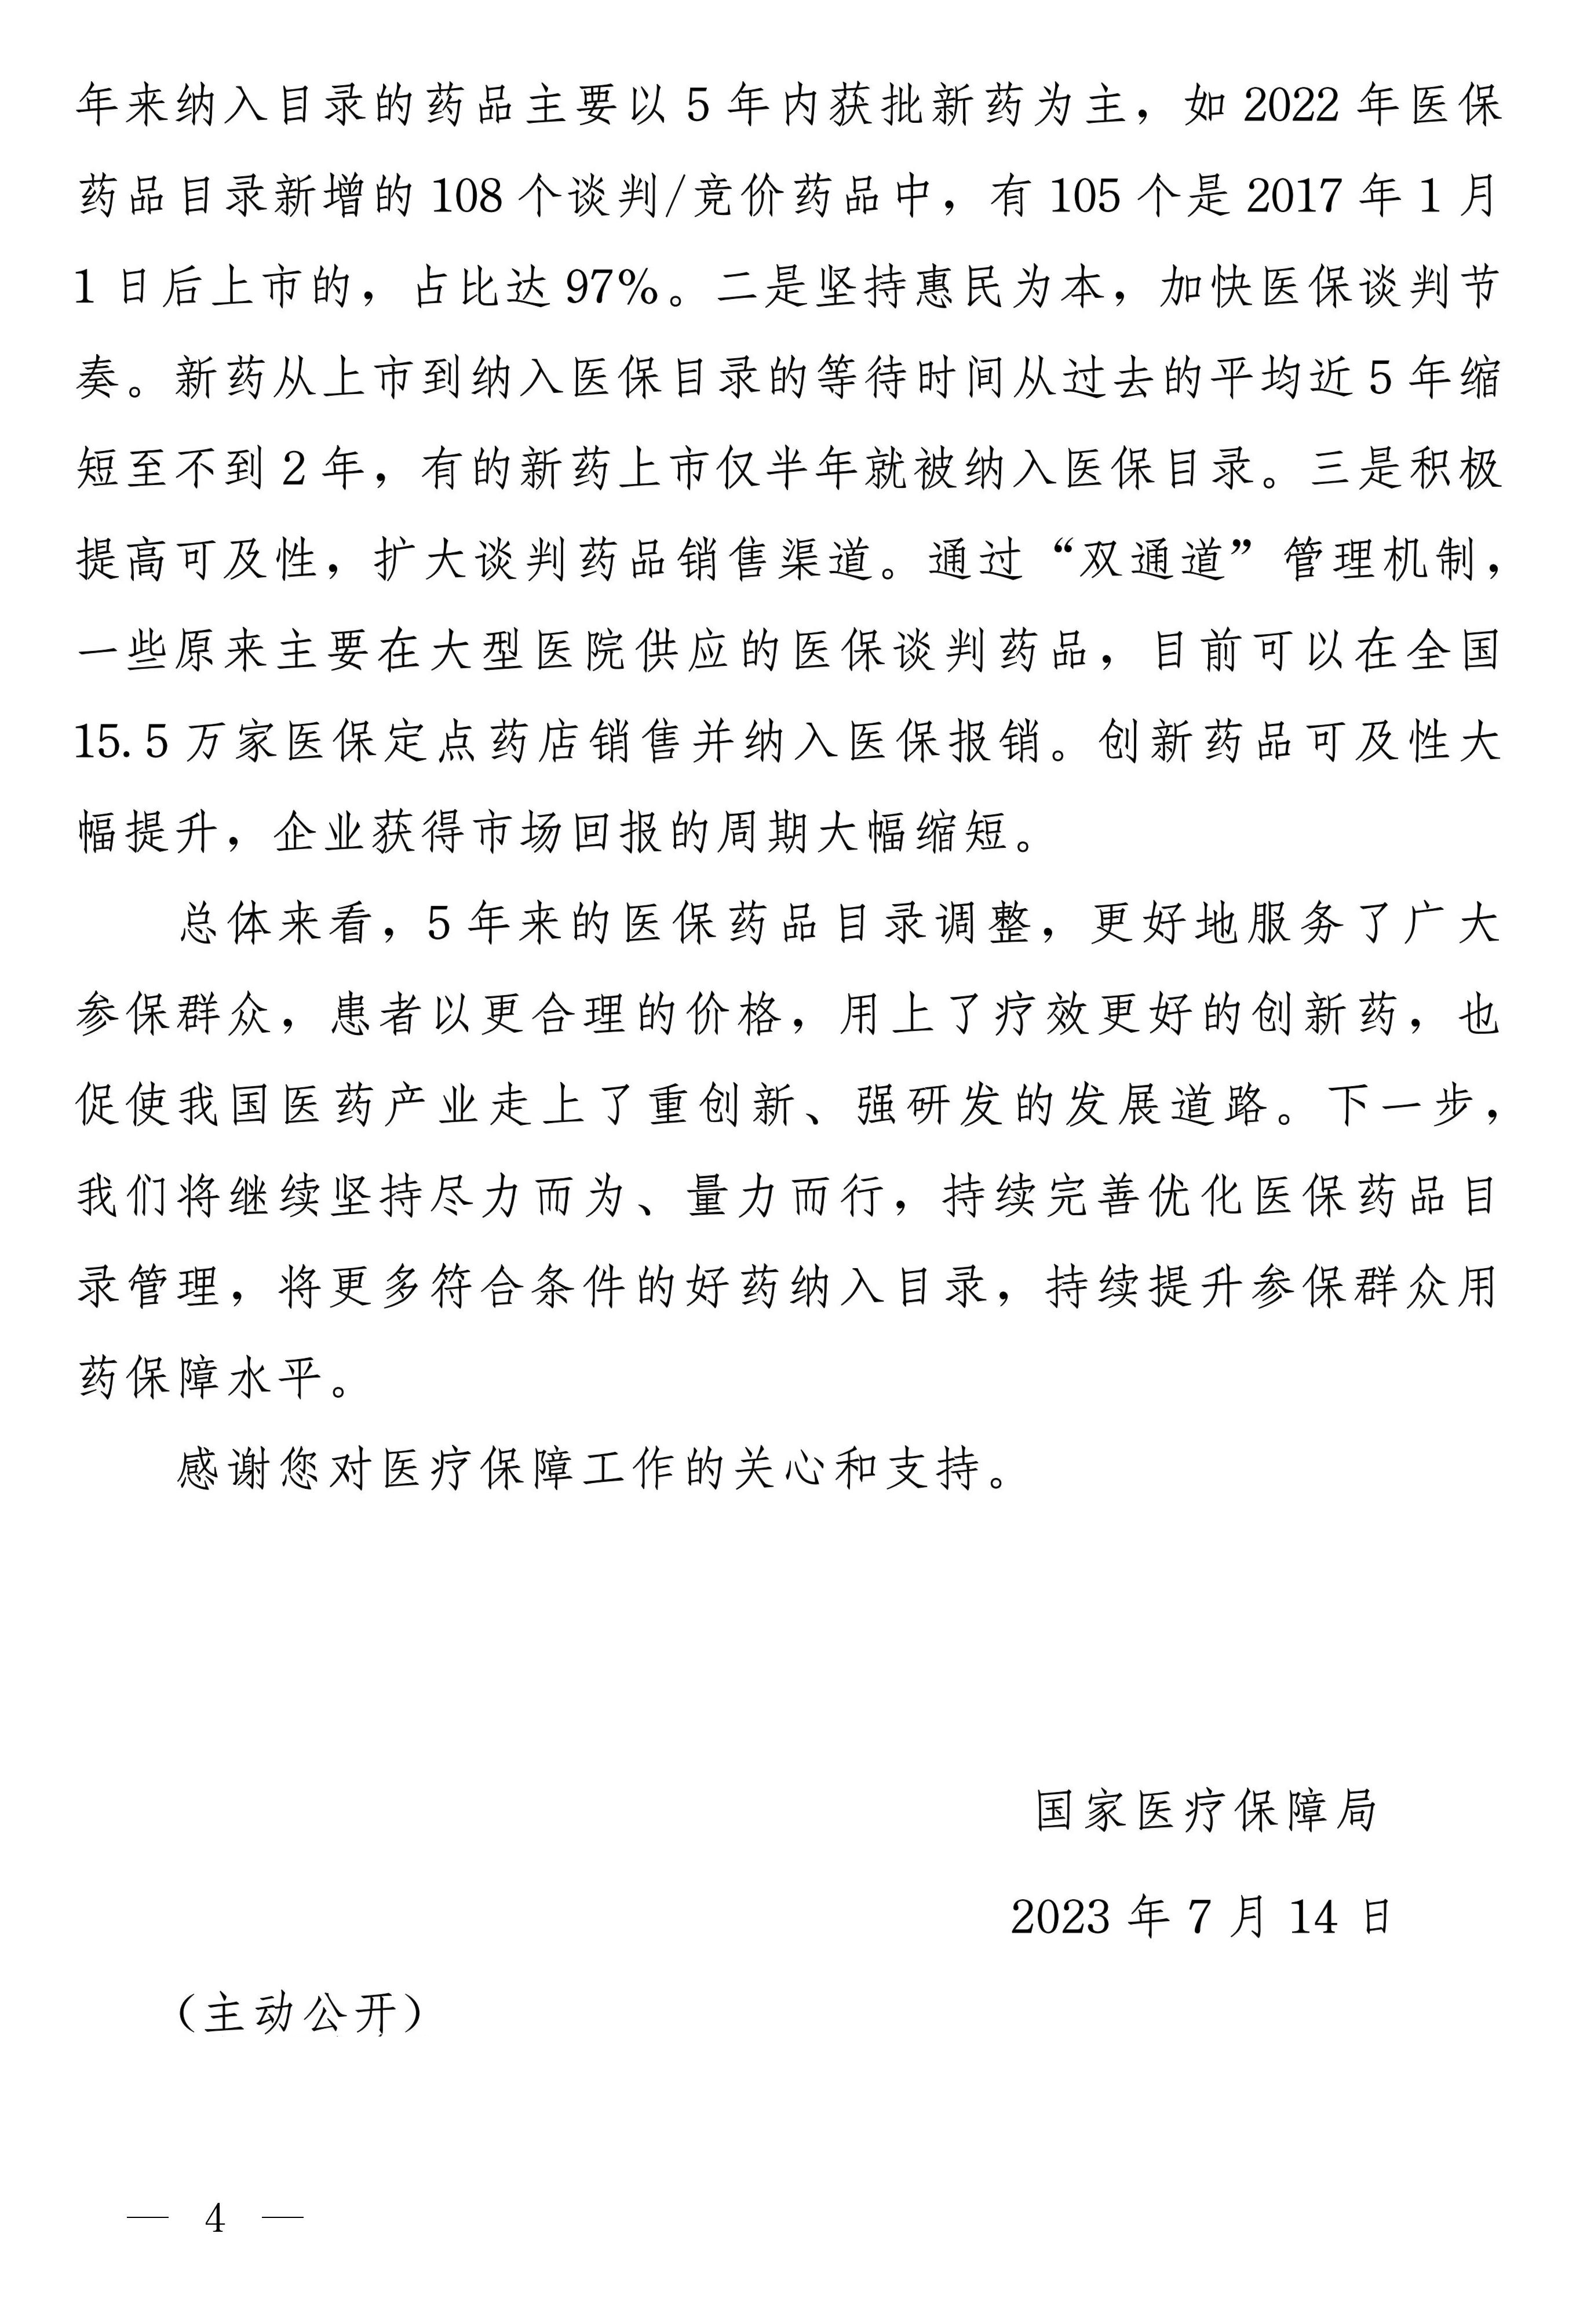 年来纳入目录的药品主要以 5 年内获批新药为主，如 2022 年医保
药品目录新增的 108 个谈判/竞价药品中，有 105 个是 2017 年 1 月
1 日后上市的，占比达 97%。二是坚持惠民为本，加快医保谈判节
奏。新药从上市到纳入医保目录的等待时间从过去的平均近 5 年缩
短至不到 2 年，有的新药上市仅半年就被纳入医保目录。三是积极
提高可及性，扩大谈判药品销售渠道。通过“双通道”管理机制，
一些原来主要在大型医院供应的医保谈判药品，目前可以在全国
15.5 万家医保定点药店销售并纳入医保报销。创新药品可及性大
幅提升，企业获得市场回报的周期大幅缩短。
总体来看，5 年来的医保药品目录调整，更好地服务了广大
参保群众，患者以更合理的价格，用上了疗效更好的创新药，也
促使我国医药产业走上了重创新、强研发的发展道路。下一步，
我们将继续坚持尽力而为、量力而行，持续完善优化医保药品目
录管理，将更多符合条件的好药纳入目录，持续提升参保群众用
药保障水平。
感谢您对医疗保障工作的关心和支持。
国家医疗保障局
2023 年 7 月 14 日
（主动公开）
— 4 —